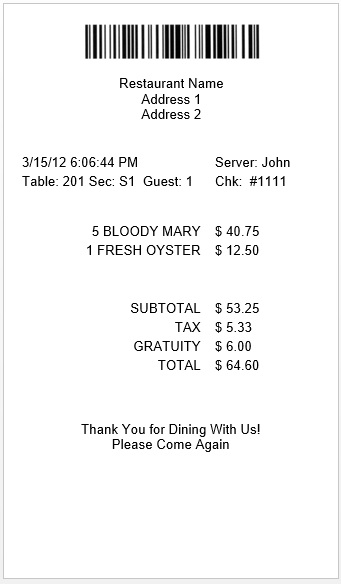 Restaurant Name
Address 1
Address 2
3/15/12 6:06:44 PM Server: John
Table: 201 Sec: S1 Guest: 1 Chk: #1111
5 BLOODY MARY $ 40.75
1 FRESH OYSTER $ 12.50
SUBTOTAL $ 53.25
TAX $ 5.33
GRATUITY $ 6.00
TOTAL $ 64.60
Thank You for Dining With Us!
Please Come Again